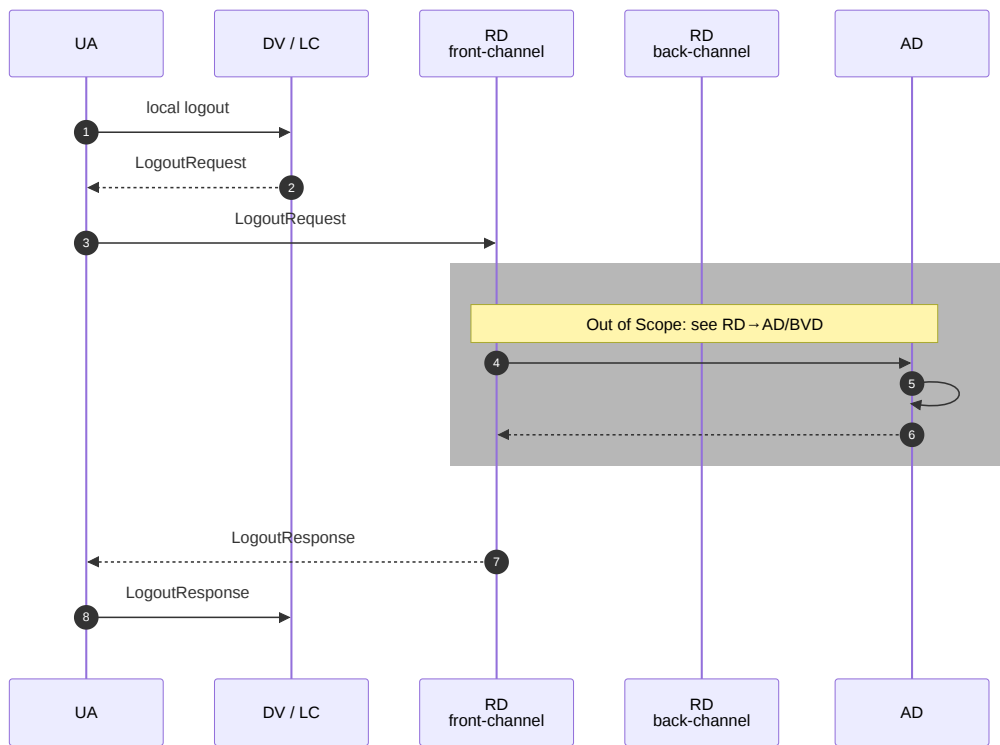 UA
DV / LC
RD
front-channel
RD
back-channel
AD
local logout
1
LogoutRequest
2
LogoutRequest
3
Out of Scope: see RD→AD/BVD
4
5
6
LogoutResponse
7
LogoutResponse
8
UA
DV / LC
RD
front-channel
RD
back-channel
AD